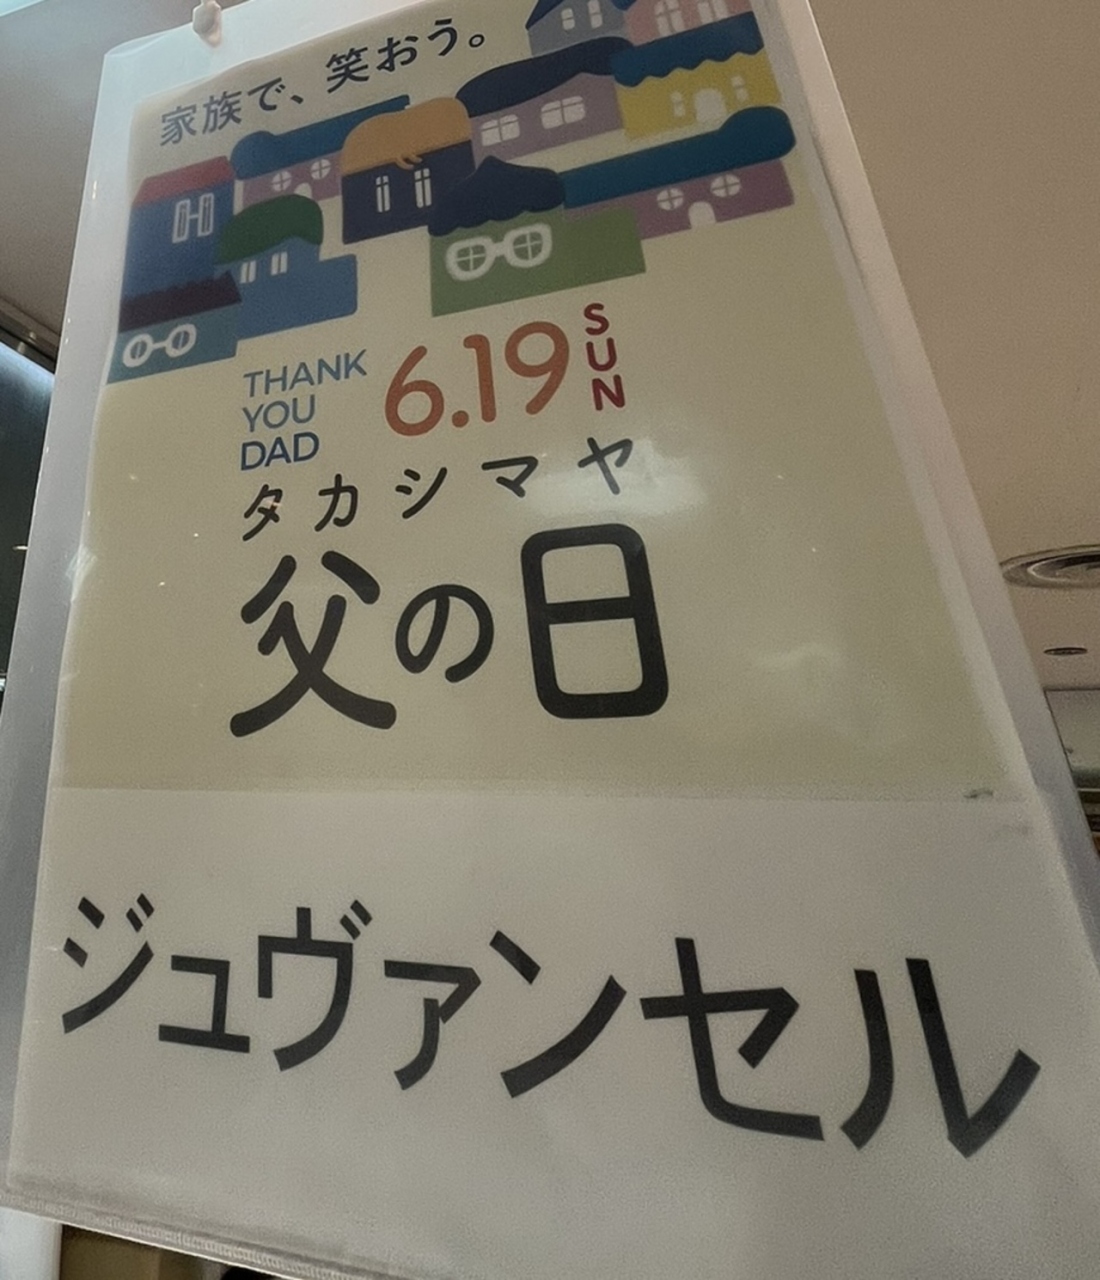 家族で、笑おう。
THANK
YOU
DAD
6.19
SUN
タカシマヤ
父の日
ジュヴァンセル